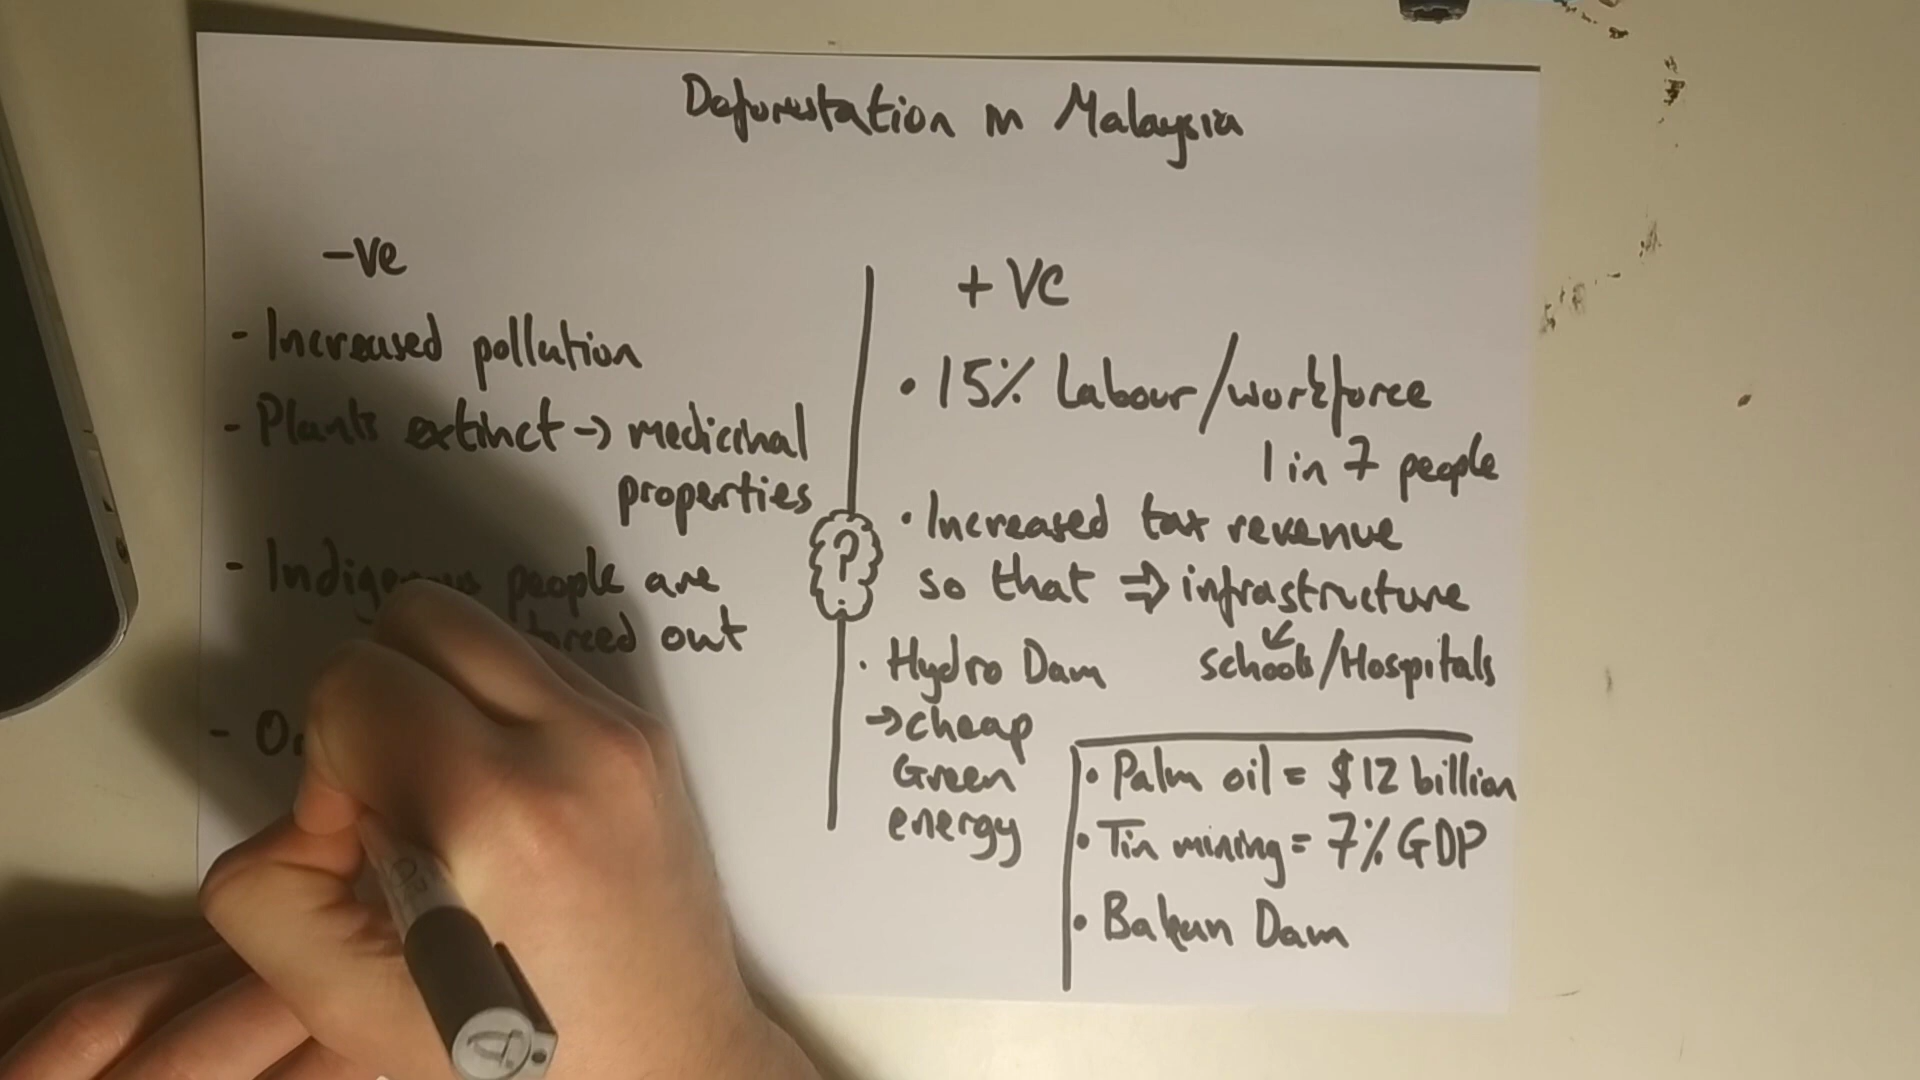 Deforestation in Malaysia
-ve
- Increased pollution
- Plants extinct → medicinal
properties
- Indigenous people are
forced out
+ve
• 15% Labour/workforce
1 in 7 people
• Increased tax revenue
so that ⇒ infrastructure
schools/Hospitals
?
• Hydro Dam
→ cheap
Green
energy
• Palm oil = $12 billion
• Tin mining = 7% GDP
• Bakun Dam